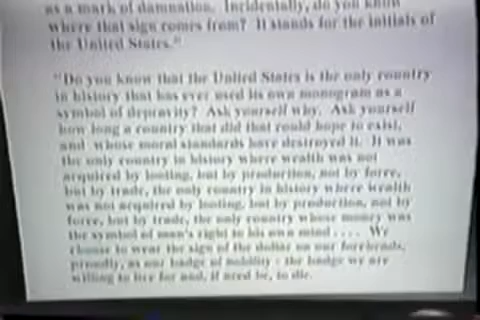 as a mark of damnation. Incidentally, do you know
where that sign comes from? It stands for the initials of
the United States."
"Do you know that the United States is the only country
in history that has ever used its own monogram as a
symbol of depravity? Ask yourself why. Ask yourself
how long a country that did that could hope to exist,
and whose moral standards have destroyed it. It was
the only country in history where wealth was not
acquired by looting, but by production, not by force,
but by trade, the only country in history where wealth
was not acquired by looting, but by production, not by
force, but by trade, the only country whose money was
the symbol of man's right to his own mind . . . . We
choose to wear the sign of the dollar on our foreheads,
proudly, as our badge of nobility - the badge we are
willing to live for and, if need be, to die.